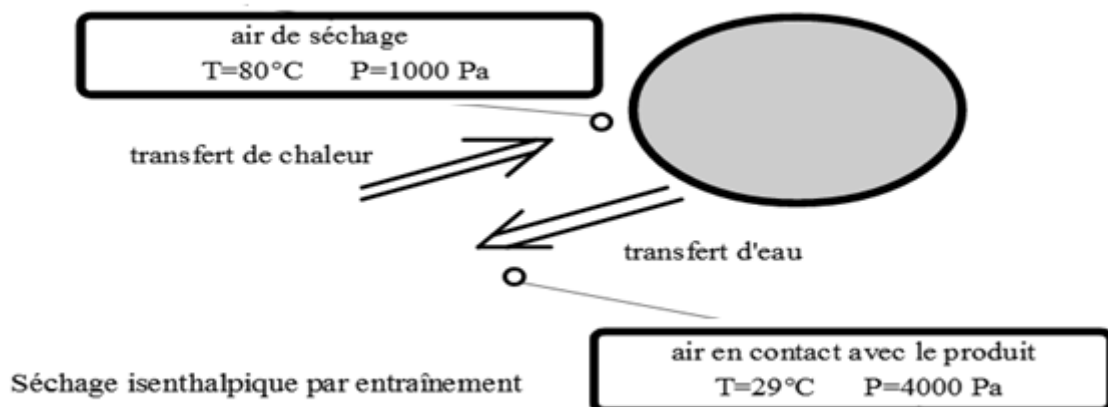 air de séchage
T=80°C P=1000 Pa
transfert de chaleur
transfert d'eau
air en contact avec le produit
T=29°C P=4000 Pa
Séchage isenthalpique par entraînement